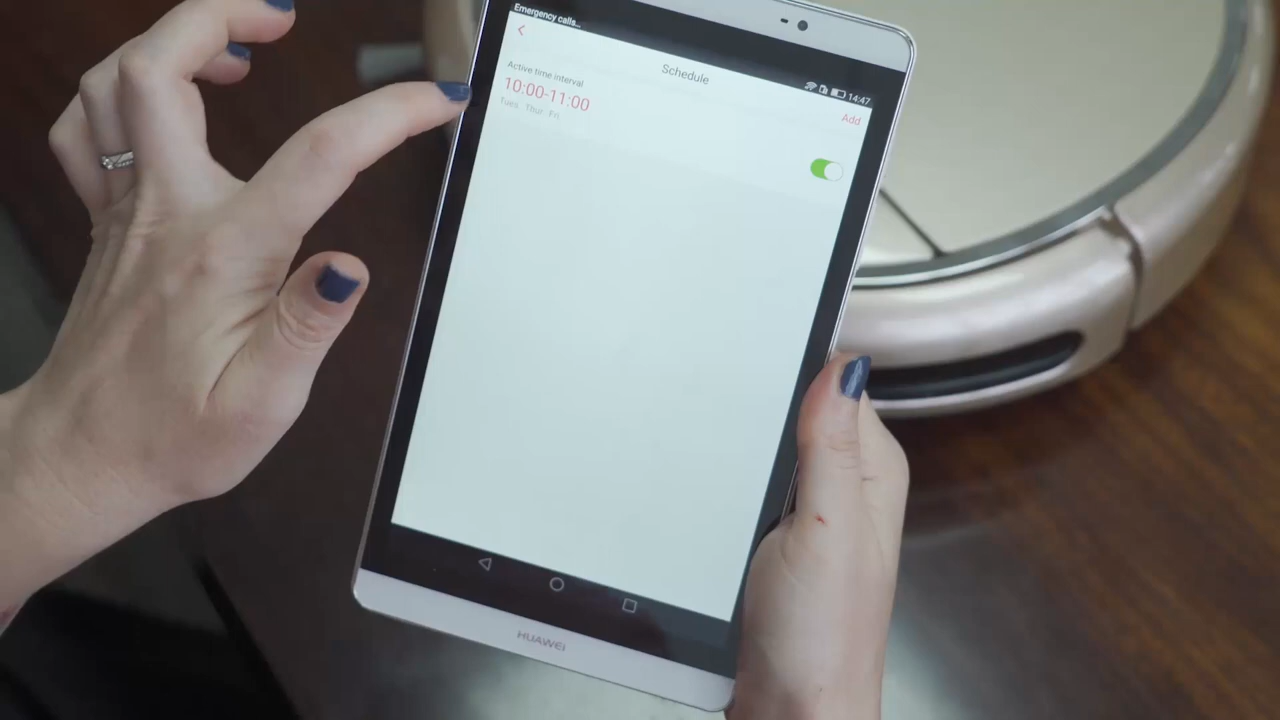 Emergency calls...
14:47
Schedule
Add
Active time interval
10:00-11:00
Tues Thur Fri
HUAWEI